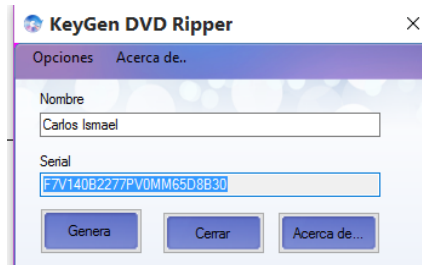 KeyGen DVD Ripper
Opciones Acerca de..
Nombre
Carlos Ismael
Serial
F7V140B2277PV0MM65D8B30
Genera Cerrar Acerca de...